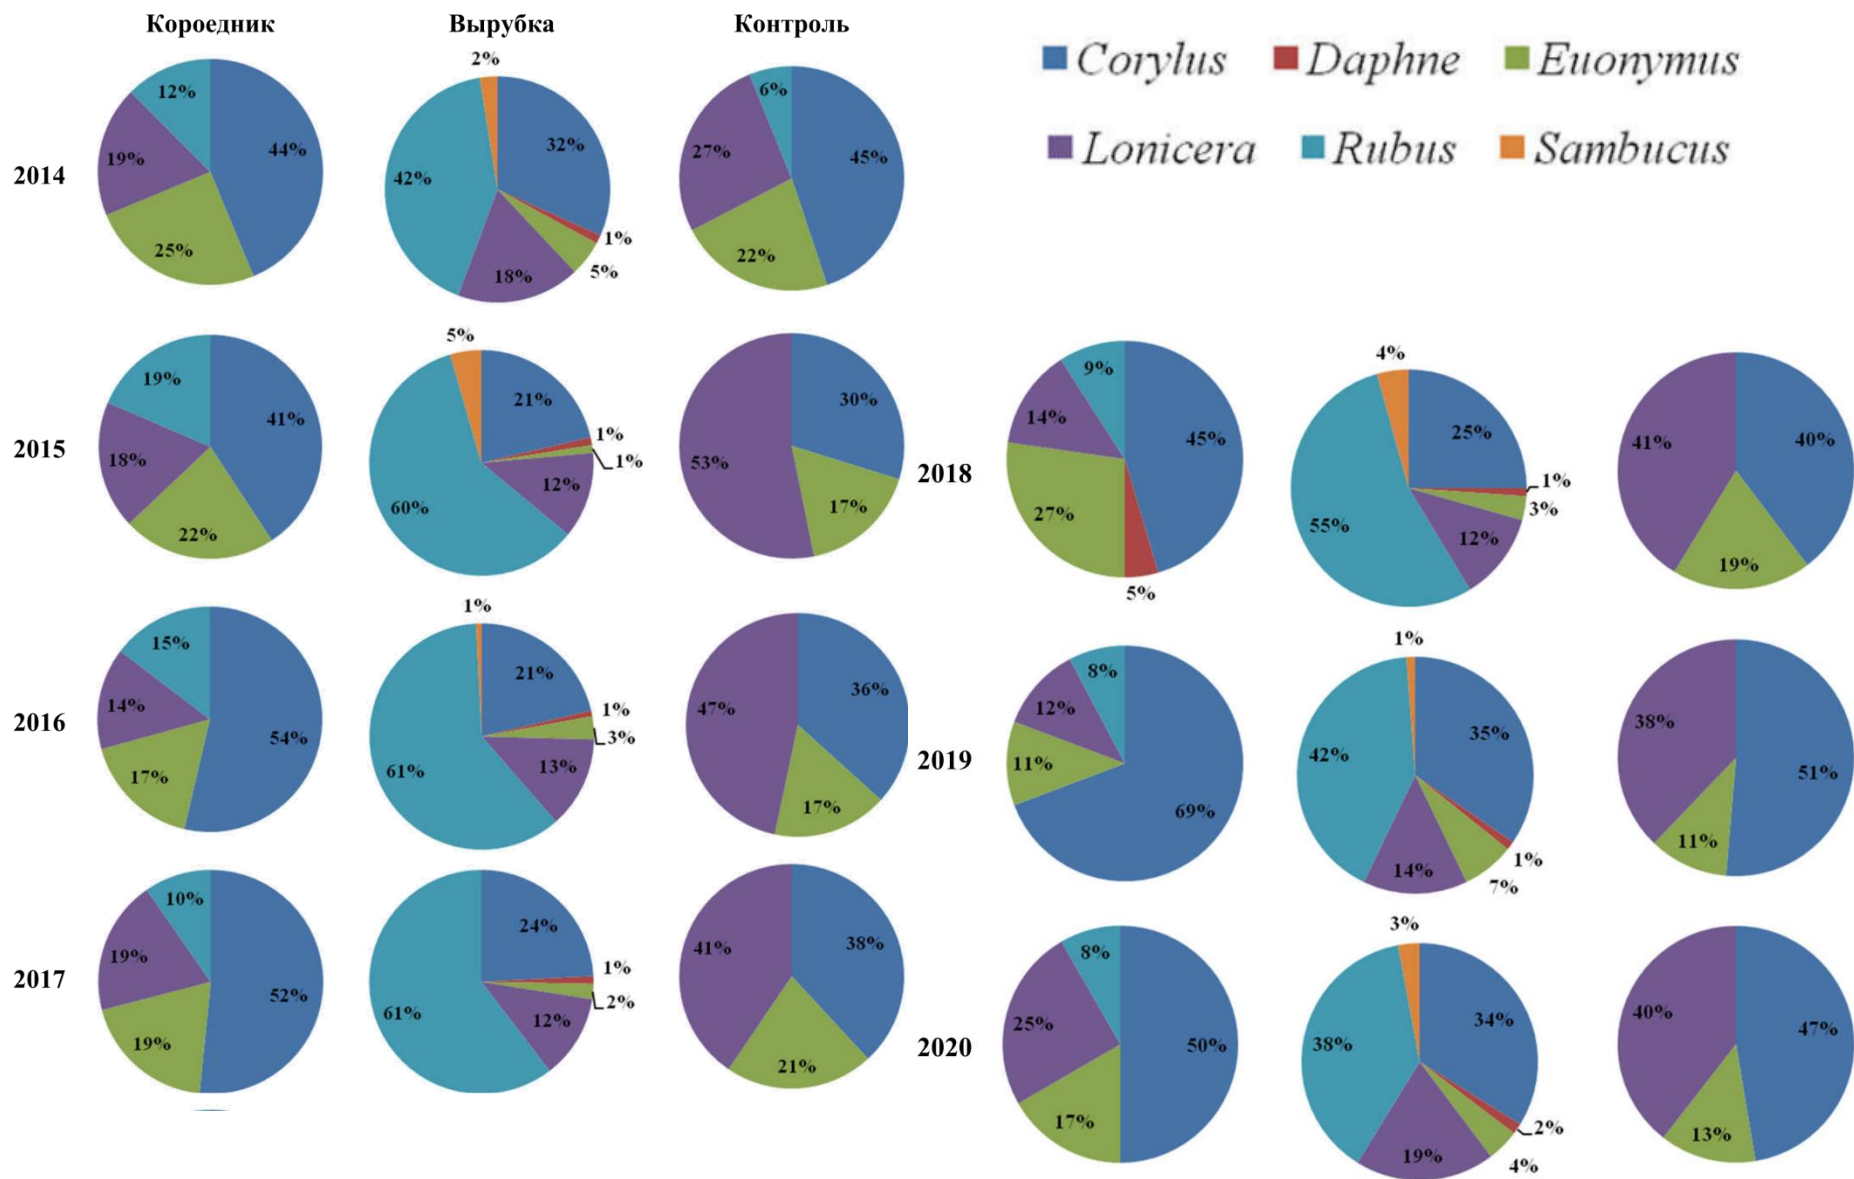 Короедник Вырубка Контроль
Corylus Daphne Euonymus
Lonicera Rubus Sambucus
2014
44% 25% 19% 12%
32% 1% 5% 18% 42% 2%
45% 22% 27% 6%
2015
41% 22% 18% 19%
21% 1% 1% 12% 60% 5%
30% 17% 53%
2016
54% 17% 14% 15%
21% 1% 3% 13% 61% 1%
36% 17% 47%
2017
52% 19% 19% 10%
24% 1% 2% 12% 61%
38% 21% 41%
2018
45% 5% 27% 14% 9%
25% 1% 3% 12% 55% 4%
40% 19% 41%
2019
69% 11% 12% 8%
35% 1% 7% 14% 42% 1%
51% 11% 38%
2020
50% 17% 25% 8%
34% 2% 4% 19% 38% 3%
47% 13% 40%